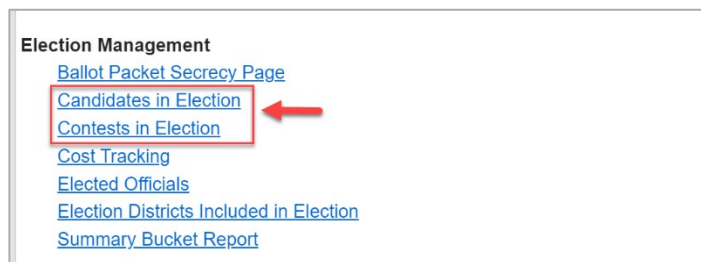 Election Management
Ballot Packet Secrecy Page
Candidates in Election
Contests in Election
Cost Tracking
Elected Officials
Election Districts Included in Election
Summary Bucket Report